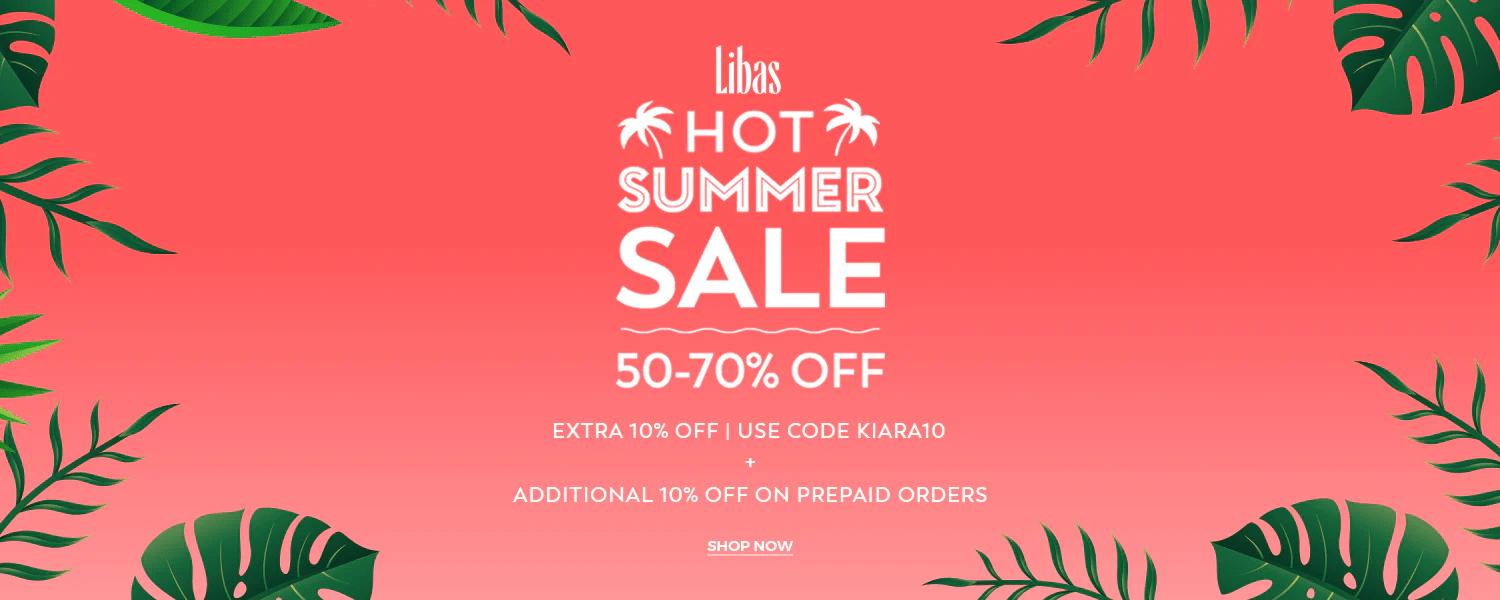 Libas
HOT
SUMMER
SALE
50-70% OFF
EXTRA 10% OFF | USE CODE KIARA10
+
ADDITIONAL 10% OFF ON PREPAID ORDERS
SHOP NOW